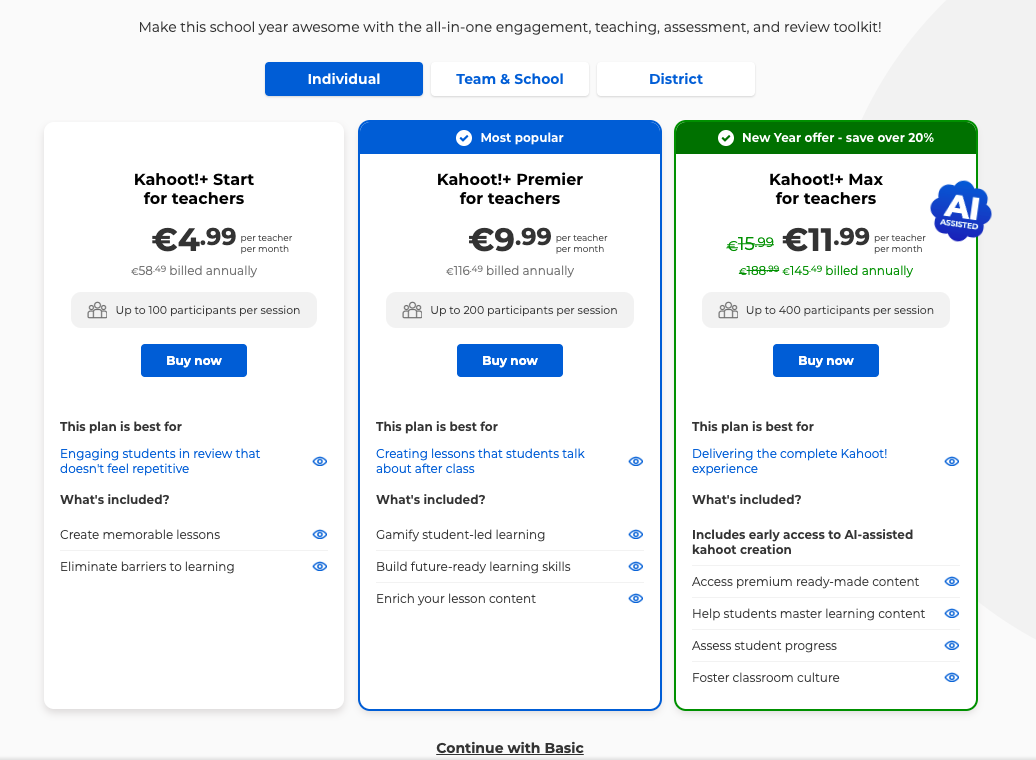 Make this school year awesome with the all-in-one engagement, teaching, assessment, and review toolkit!
Individual
Team & School
District
Kahoot!+ Start
for teachers
€4.99 per teacher
per month
€58.49 billed annually
Up to 100 participants per session
Buy now
This plan is best for
Engaging students in review that
doesn't feel repetitive
What's included?
Create memorable lessons
Eliminate barriers to learning
Most popular
Kahoot!+ Premier
for teachers
€9.99 per teacher
per month
€116.49 billed annually
Up to 200 participants per session
Buy now
This plan is best for
Creating lessons that students talk
about after class
What's included?
Gamify student-led learning
Build future-ready learning skills
Enrich your lesson content
New Year offer - save over 20%
Kahoot!+ Max
for teachers
AI
ASSISTED
€15.99 €11.99 per teacher
per month
€188.99 €145.49 billed annually
Up to 400 participants per session
Buy now
This plan is best for
Delivering the complete Kahoot!
experience
What's included?
Includes early access to AI-assisted
kahoot creation
Access premium ready-made content
Help students master learning content
Assess student progress
Foster classroom culture
Continue with Basic